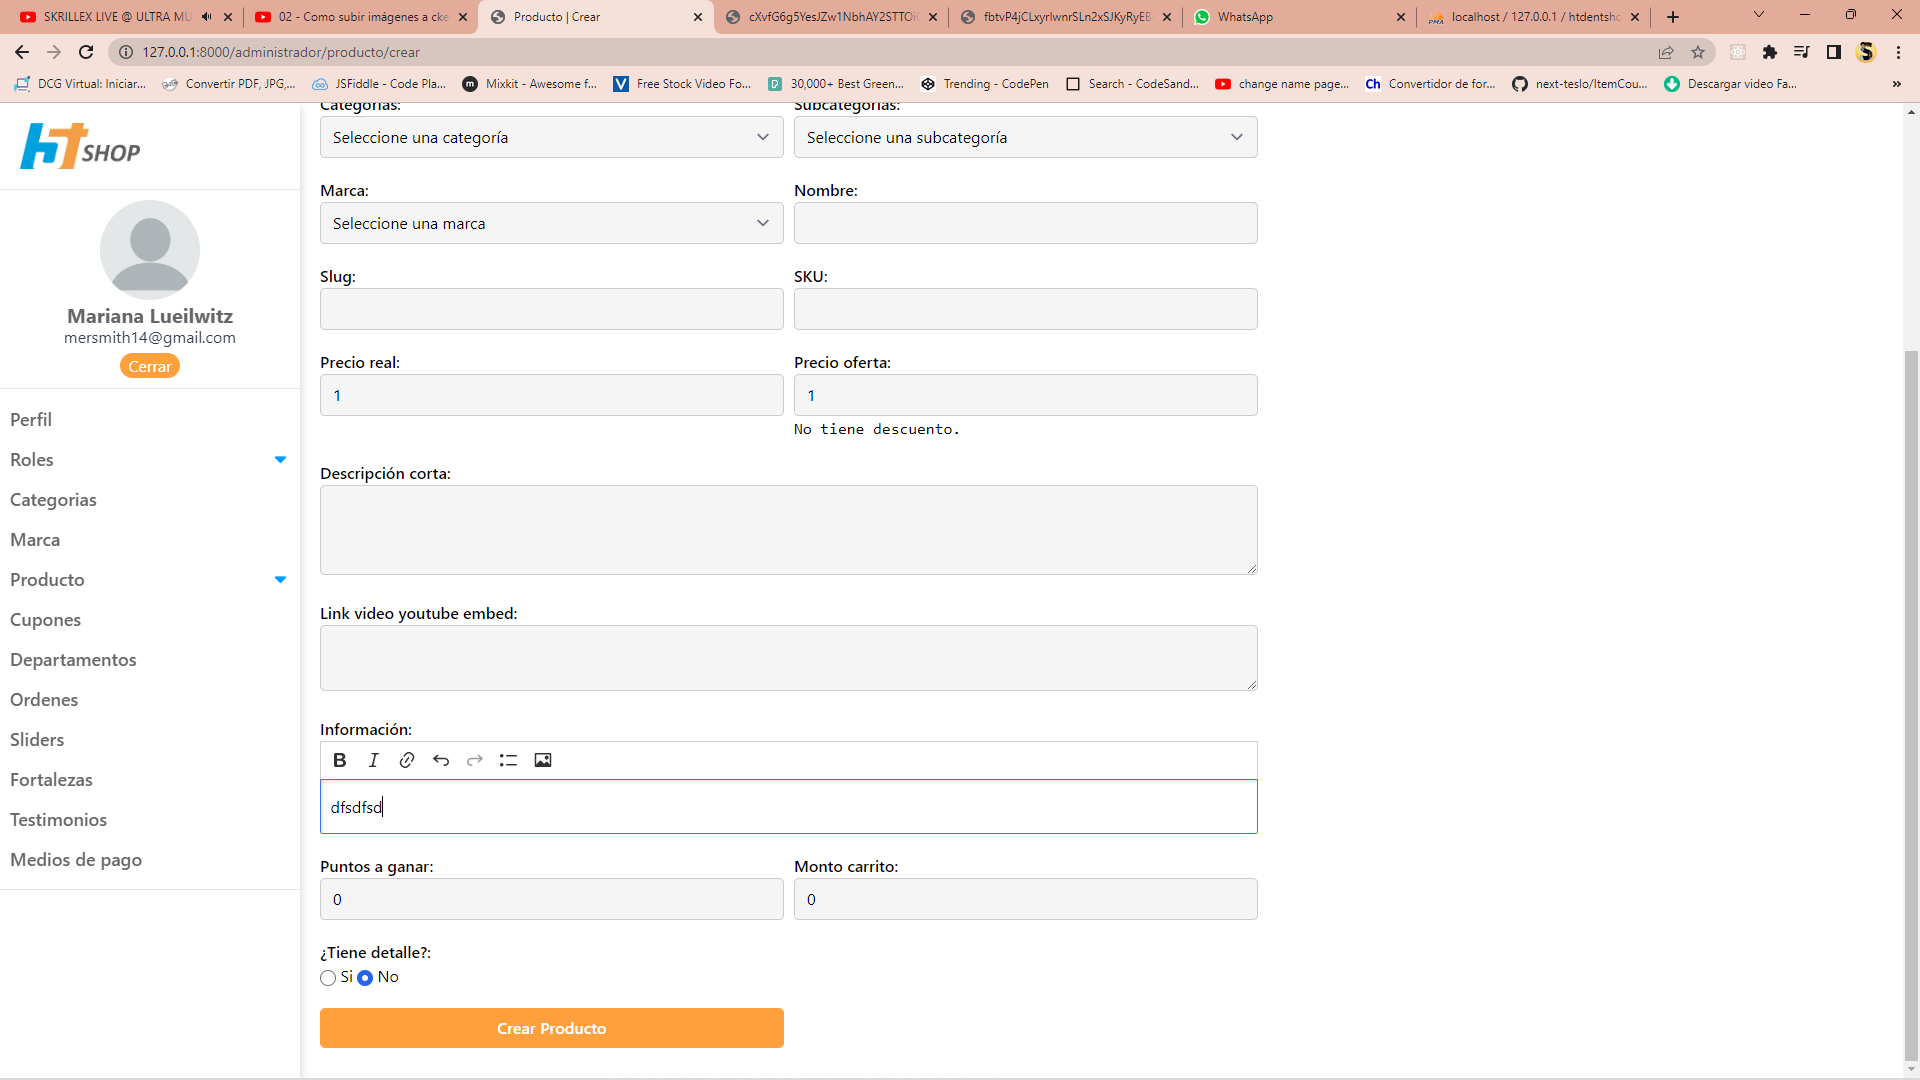 SKRILLEX LIVE @ ULTRA MU
02 - Como subir imágenes a cke
Producto | Crear
WhatsApp
localhost / 127.0.0.1 / htdentsho
127.0.0.1:8000/administrador/producto/crear
DCG Virtual: Iniciar...
Convertir PDF, JPG,...
JSFiddle - Code Pla...
Mixkit - Awesome f...
Free Stock Video Fo...
30,000+ Best Green...
Trending - CodePen
Search - CodeSand...
change name page...
Convertidor de for...
next-teslo/ItemCou...
Descargar video Fa...
»
HT SHOP
Mariana Lueilwitz
mersmith14@gmail.com
Cerrar
Perfil
Roles
Categorias
Marca
Producto
Cupones
Departamentos
Ordenes
Sliders
Fortalezas
Testimonios
Medios de pago
Categorias:
Subcategorias:
Seleccione una categoría
Seleccione una subcategoría
Marca:
Nombre:
Seleccione una marca
Slug:
SKU:
Precio real:
Precio oferta:
1
1
No tiene descuento.
Descripción corta:
Link video youtube embed:
Información:
B I
dfsdfsd
Puntos a ganar:
Monto carrito:
0
0
¿Tiene detalle?:
Si No
Crear Producto